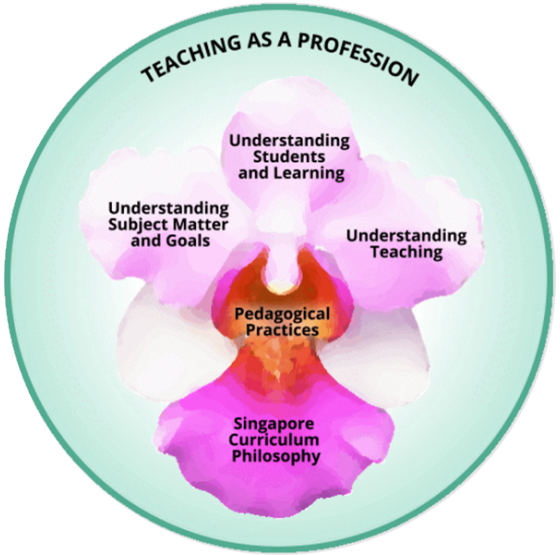 TEACHING AS A PROFESSION
Understanding
Students
and Learning
Understanding
Subject Matter
and Goals
Understanding
Teaching
Pedagogical
Practices
Singapore
Curriculum
Philosophy